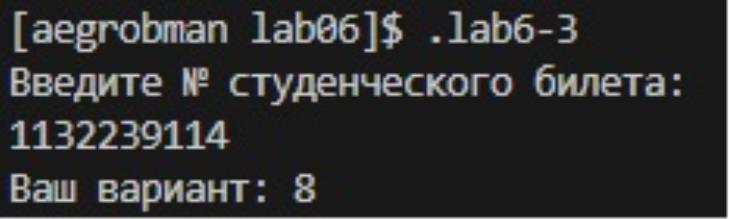 [aegrobman lab06]$ .lab6-3
Введите № студенческого билета:
1132239114
Ваш вариант: 8